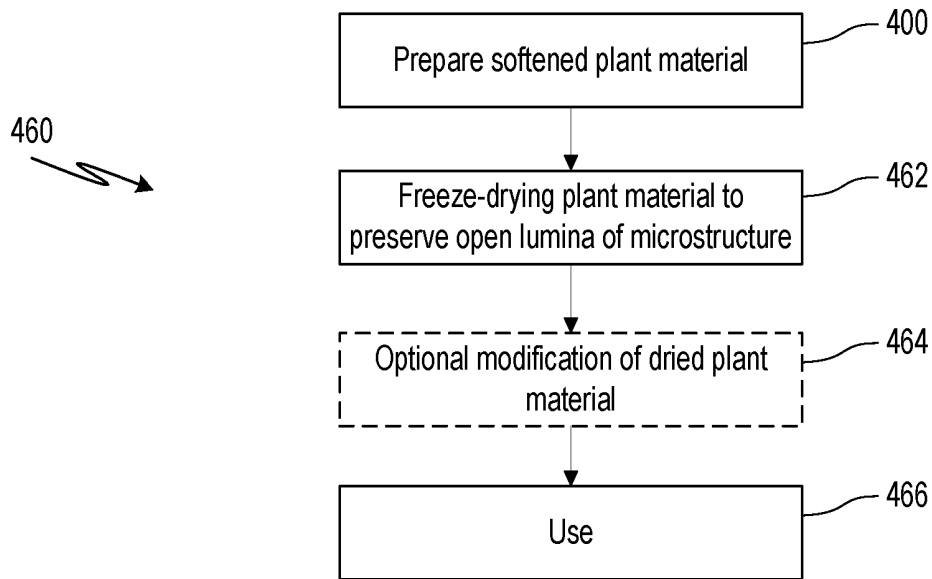 400
Prepare softened plant material
460
462
Freeze-drying plant material to
preserve open lumina of microstructure
464
Optional modification of dried plant
material
466
Use